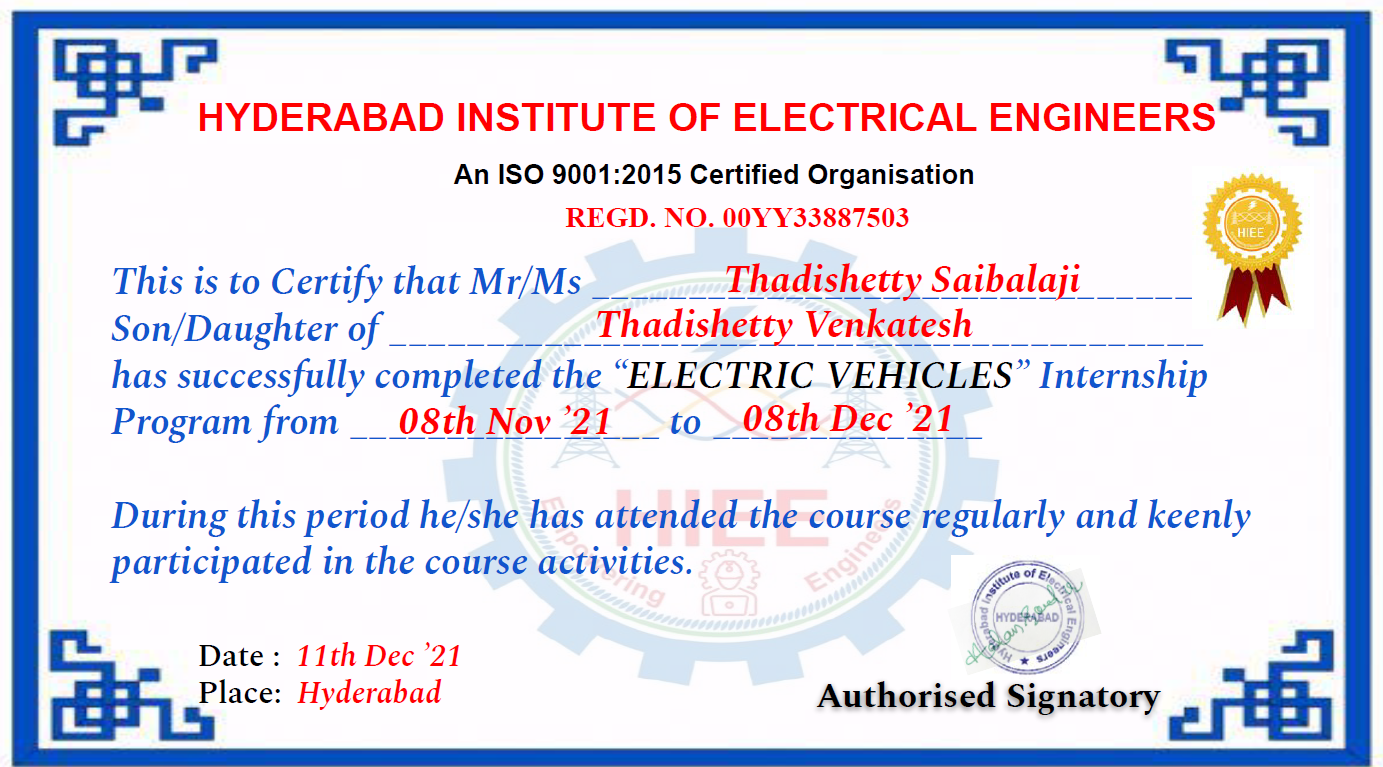 HYDERABAD INSTITUTE OF ELECTRICAL ENGINEERS
An ISO 9001:2015 Certified Organisation
REGD. NO. 00YY33887503
HIEE
This is to Certify that Mr/Ms Thadishetty Saibalaji
Son/Daughter of Thadishetty Venkatesh
has successfully completed the “ELECTRIC VEHICLES” Internship
Program from 08th Nov ’21 to 08th Dec ’21
HIEE
Empowering Engineers
During this period he/she has attended the course regularly and keenly
participated in the course activities.
Hyderabad Institute of Electrical Engineers
HYDERABAD
Date : 11th Dec ’21
Place: Hyderabad
Authorised Signatory